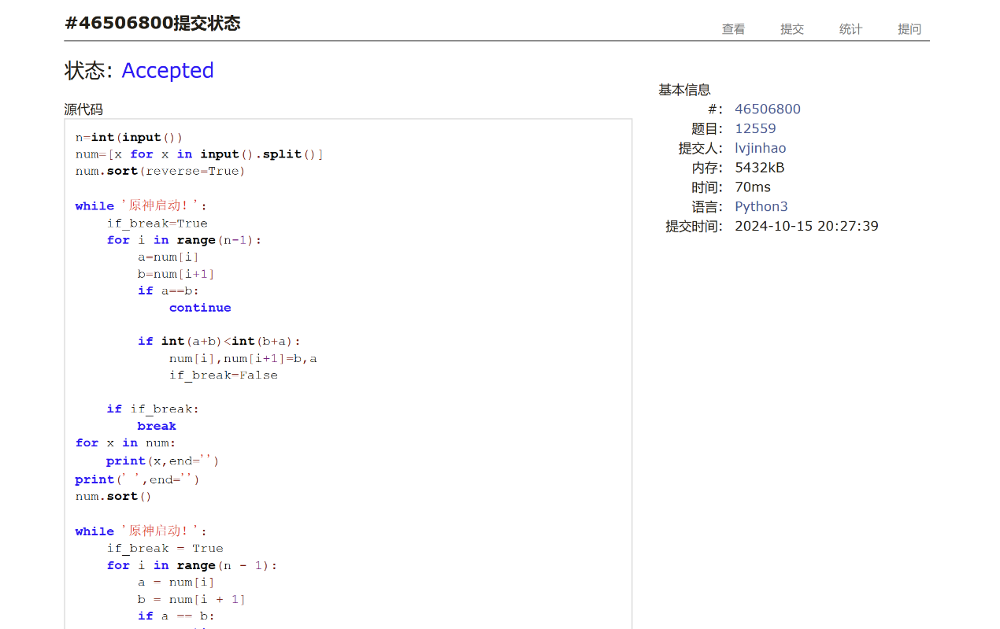 #46506800提交状态
查看 提交 统计 提问
状态: Accepted
源代码
n=int(input())
num=[x for x in input().split()]
num.sort(reverse=True)
while '原神启动！':
    if_break=True
    for i in range(n-1):
        a=num[i]
        b=num[i+1]
        if a==b:
            continue
        if int(a+b)<int(b+a):
            num[i],num[i+1]=b,a
            if_break=False
    if if_break:
        break
for x in num:
    print(x,end='')
print(' ',end='')
num.sort()
while '原神启动！':
    if_break = True
    for i in range(n - 1):
        a = num[i]
        b = num[i + 1]
        if a == b:
基本信息
#: 46506800
题目: 12559
提交人: lvjinhao
内存: 5432kB
时间: 70ms
语言: Python3
提交时间: 2024-10-15 20:27:39